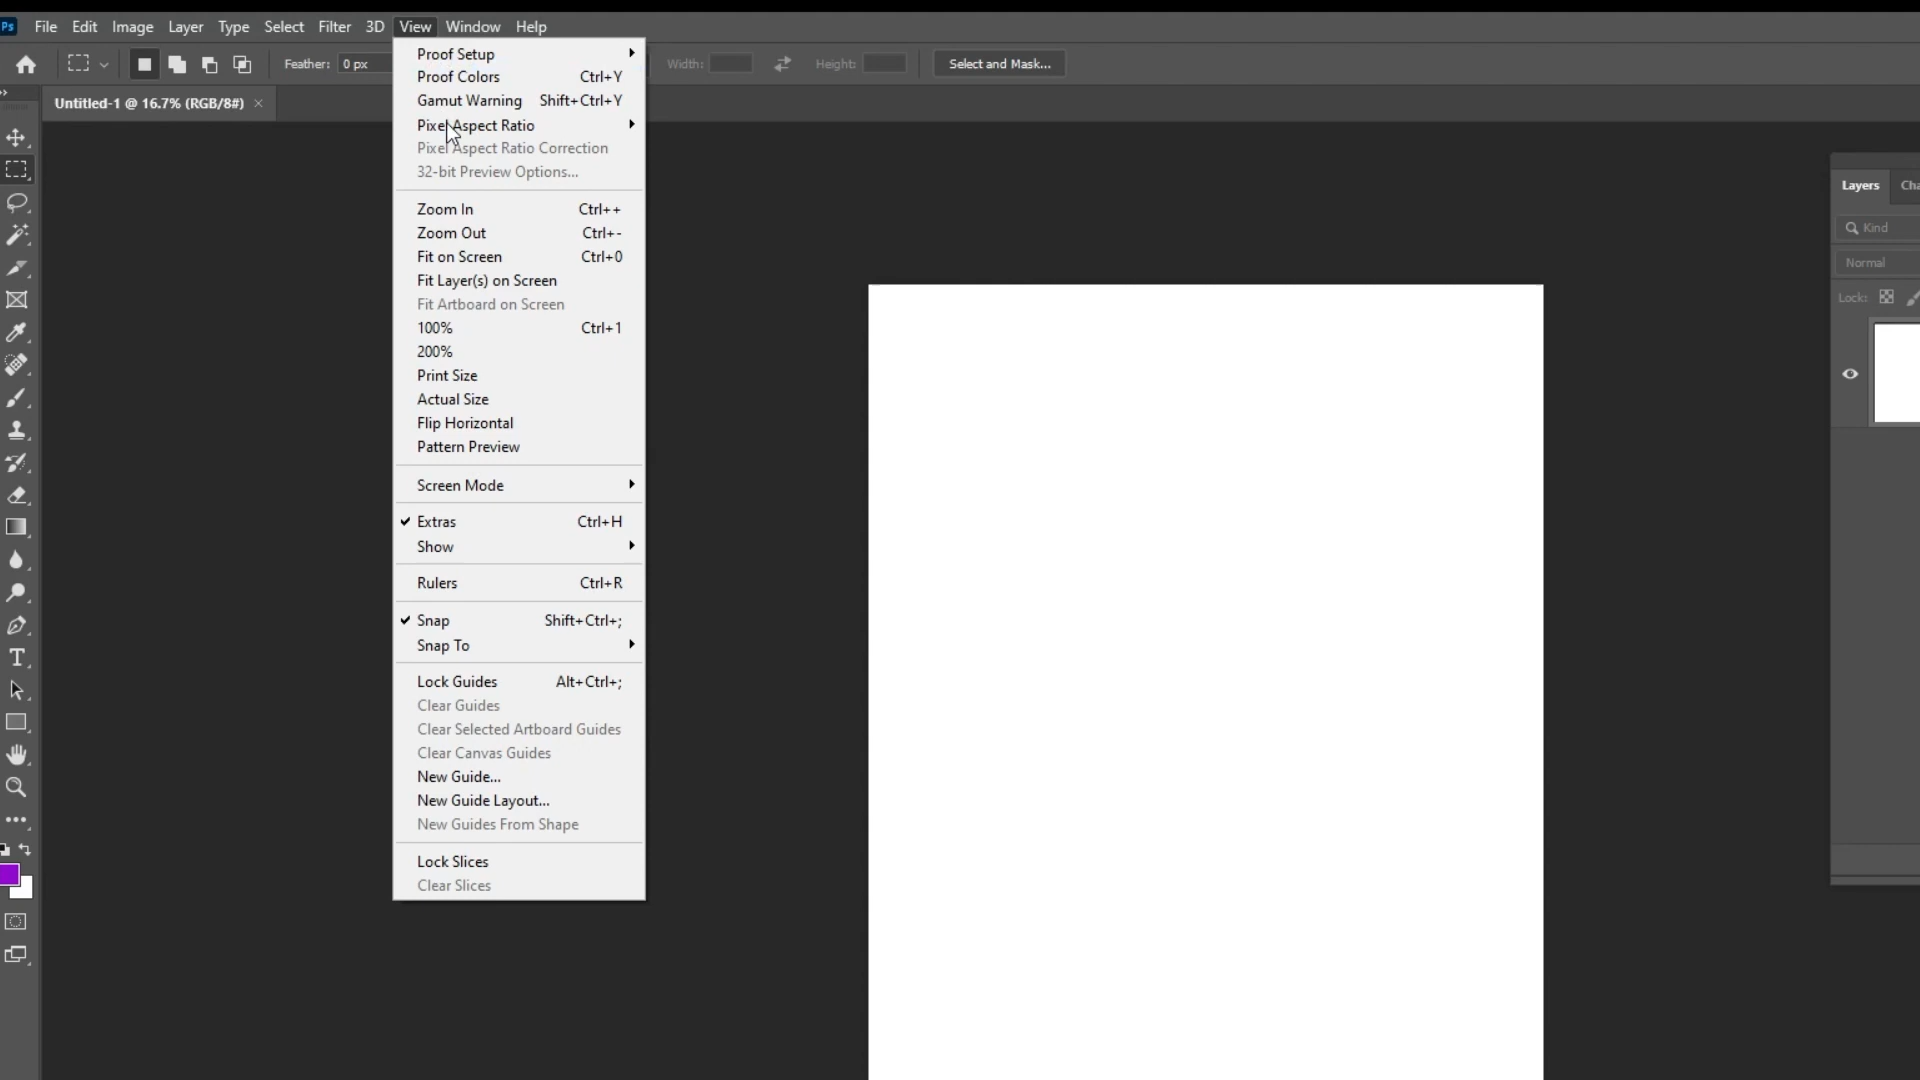 Ps File Edit Image Layer Type Select Filter 3D View Window Help
Feather: 0 px Width: Height: Select and Mask...
Untitled-1 @ 16.7% (RGB/8#) ×
Proof Setup
Proof Colors Ctrl+Y
Gamut Warning Shift+Ctrl+Y
Pixel Aspect Ratio
Pixel Aspect Ratio Correction
32-bit Preview Options...
Zoom In Ctrl++
Zoom Out Ctrl+-
Fit on Screen Ctrl+0
Fit Layer(s) on Screen
Fit Artboard on Screen
100% Ctrl+1
200%
Print Size
Actual Size
Flip Horizontal
Pattern Preview
Screen Mode
Extras Ctrl+H
Show
Rulers Ctrl+R
Snap Shift+Ctrl+;
Snap To
Lock Guides Alt+Ctrl+;
Clear Guides
Clear Selected Artboard Guides
Clear Canvas Guides
New Guide...
New Guide Layout...
New Guides From Shape
Lock Slices
Clear Slices
Layers
Kind
Normal
Lock: